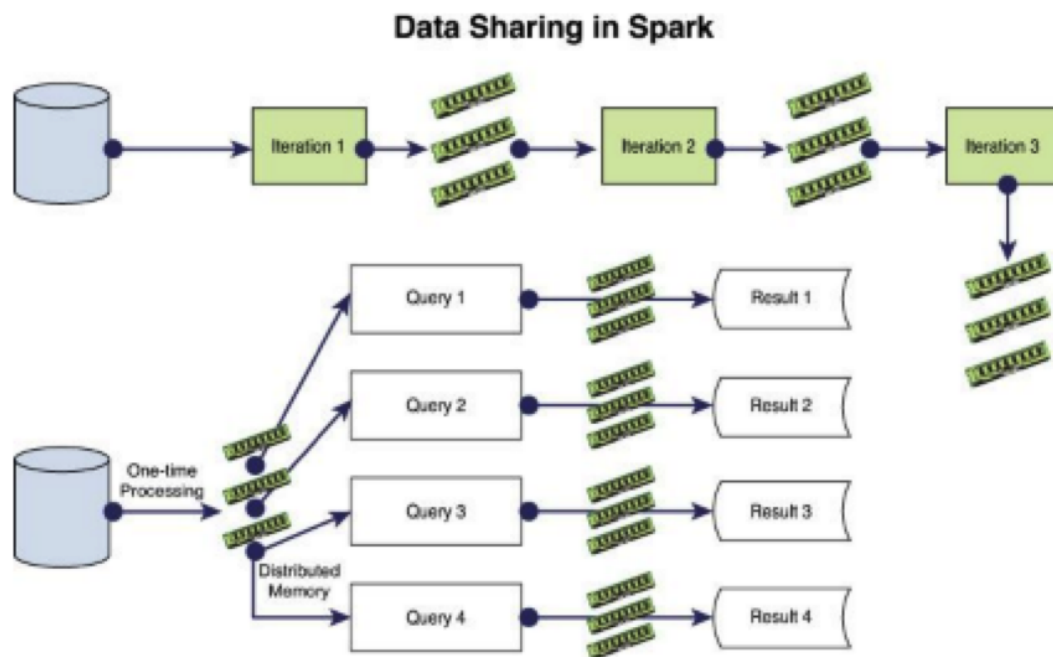 Data Sharing in Spark
Iteration 1
Iteration 2
Iteration 3
Query 1
Result 1
Query 2
Result 2
One-time
Processing
Query 3
Result 3
Distributed
Memory
Query 4
Result 4